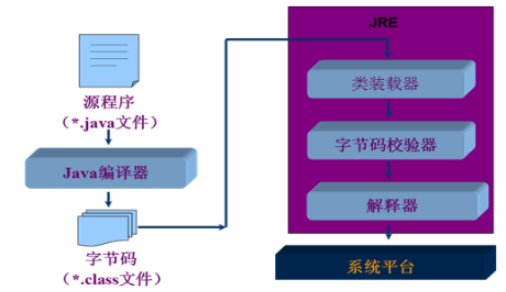 源程序
（*.java文件）
Java编译器
字节码
（*.class文件）
JRE
类装载器
字节码校验器
解释器
系统平台